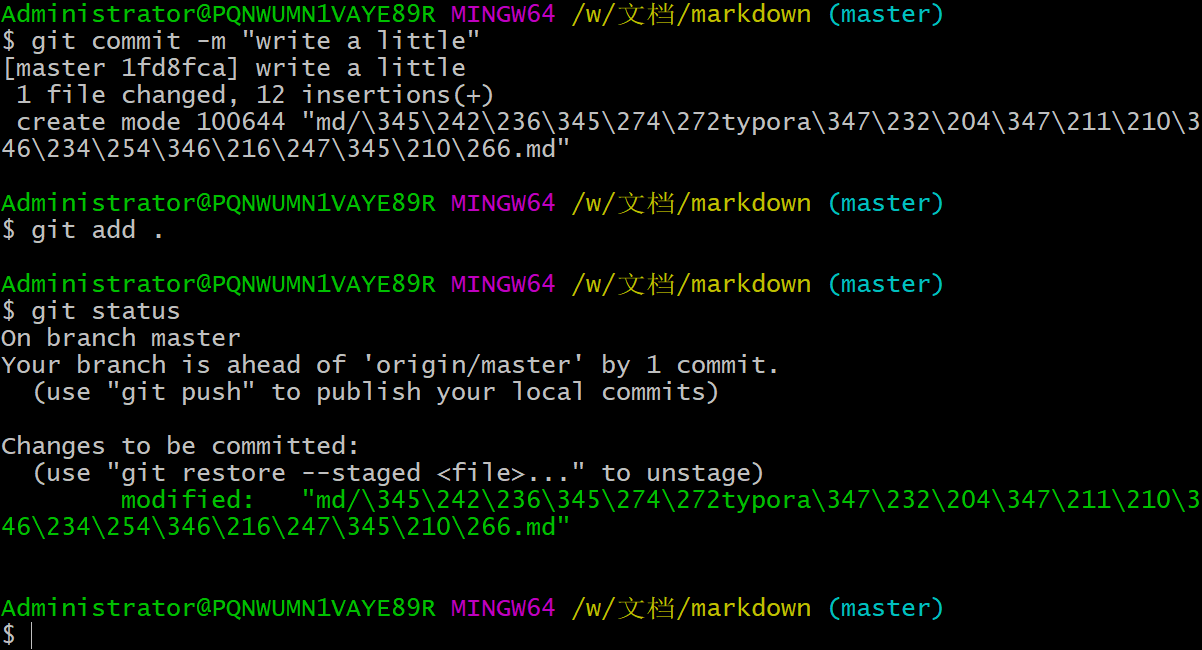 Administrator@PQNWUMN1VAYE89R MINGW64 /w/文档/markdown (master)
$ git commit -m "write a little"
[master 1fd8fca] write a little
 1 file changed, 12 insertions(+)
 create mode 100644 "md/\345\242\236\345\274\272typora\347\232\204\347\211\210\3
46\234\254\346\216\247\345\210\266.md"
Administrator@PQNWUMN1VAYE89R MINGW64 /w/文档/markdown (master)
$ git add .
Administrator@PQNWUMN1VAYE89R MINGW64 /w/文档/markdown (master)
$ git status
On branch master
Your branch is ahead of 'origin/master' by 1 commit.
  (use "git push" to publish your local commits)
Changes to be committed:
  (use "git restore --staged <file>..." to unstage)
        modified:   "md/\345\242\236\345\274\272typora\347\232\204\347\211\210\3
46\234\254\346\216\247\345\210\266.md"
Administrator@PQNWUMN1VAYE89R MINGW64 /w/文档/markdown (master)
$